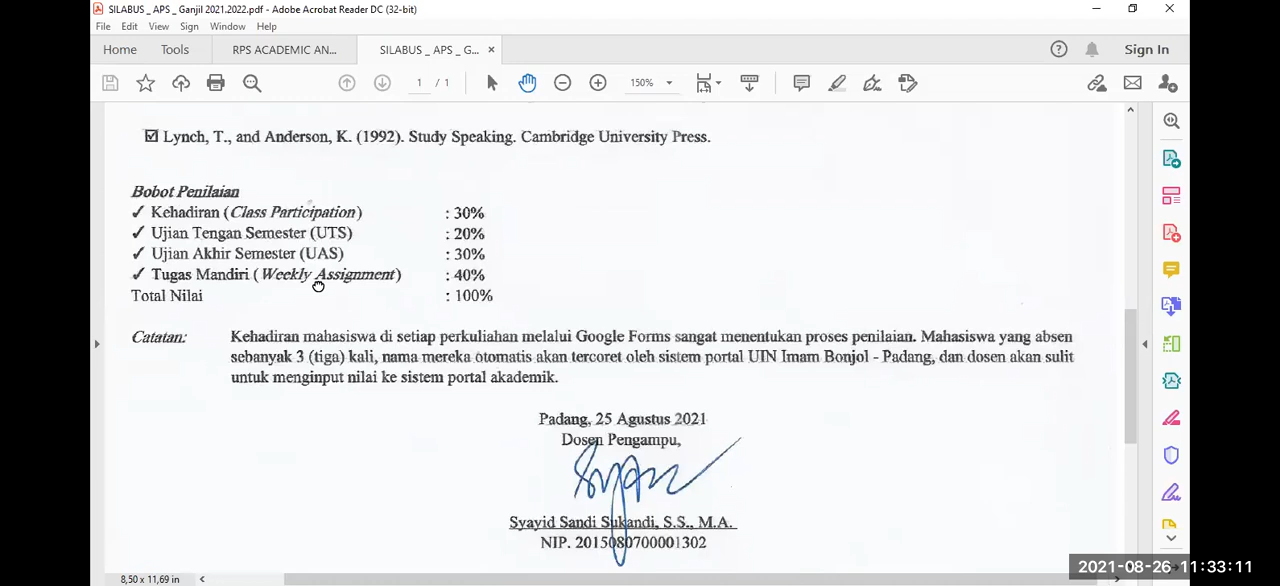 SILABUS _ APS _ Ganjil 2021.2022.pdf - Adobe Acrobat Reader DC (32-bit)
File Edit View Sign Window Help
Home Tools RPS ACADEMIC AN... SILABUS _ APS _ G... × Sign In
1 / 1 150%
☑ Lynch, T., and Anderson, K. (1992). Study Speaking. Cambridge University Press.
Bobot Penilaian
✓ Kehadiran (Class Participation) : 30%
✓ Ujian Tengan Semester (UTS) : 20%
✓ Ujian Akhir Semester (UAS) : 30%
✓ Tugas Mandiri (Weekly Assignment) : 40%
Total Nilai : 100%
Catatan: Kehadiran mahasiswa di setiap perkuliahan melalui Google Forms sangat menentukan proses penilaian. Mahasiswa yang absen
sebanyak 3 (tiga) kali, nama mereka otomatis akan tercoret oleh sistem portal UIN Imam Bonjol - Padang, dan dosen akan sulit
untuk menginput nilai ke sistem portal akademik.
Padang, 25 Agustus 2021
Dosen Pengampu,
Syayid Sandi Sukandi, S.S., M.A.
NIP. 2015080700001302
8,50 x 11,69 in
2021-08-26 11:33:11